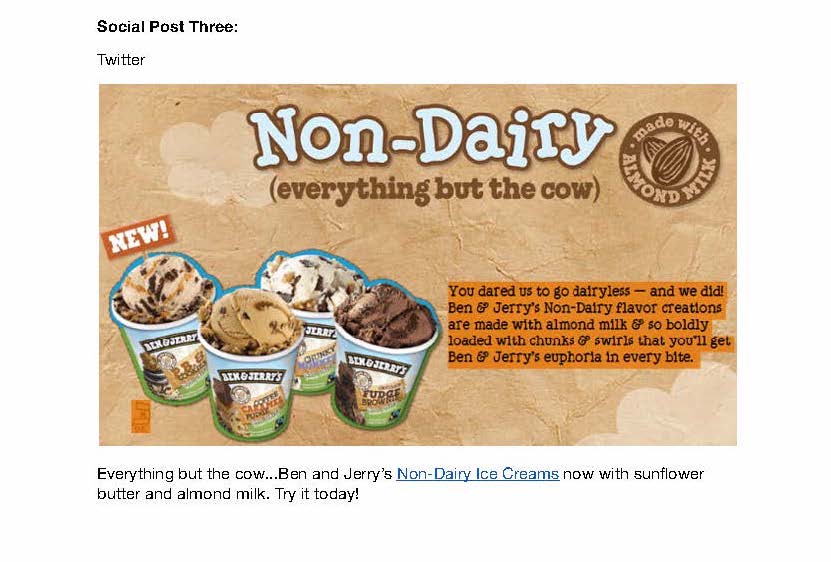 Social Post Three:
Twitter
Non-Dairy
(everything but the cow)
made with
ALMOND MILK
NEW!
BEN & JERRY'S
BEN & JERRY'S
COFFEE
CARAMEL
FUDGE
JERRY'S
CHUNKY
MONKEY
BEN & JERRY'S
FUDGE
BROWNIE
You dared us to go dairyless — and we did!
Ben & Jerry's Non-Dairy flavor creations
are made with almond milk & so boldly
loaded with chunks & swirls that you'll get
Ben & Jerry's euphoria in every bite.
Everything but the cow...Ben and Jerry's Non-Dairy Ice Creams now with sunflower
butter and almond milk. Try it today!